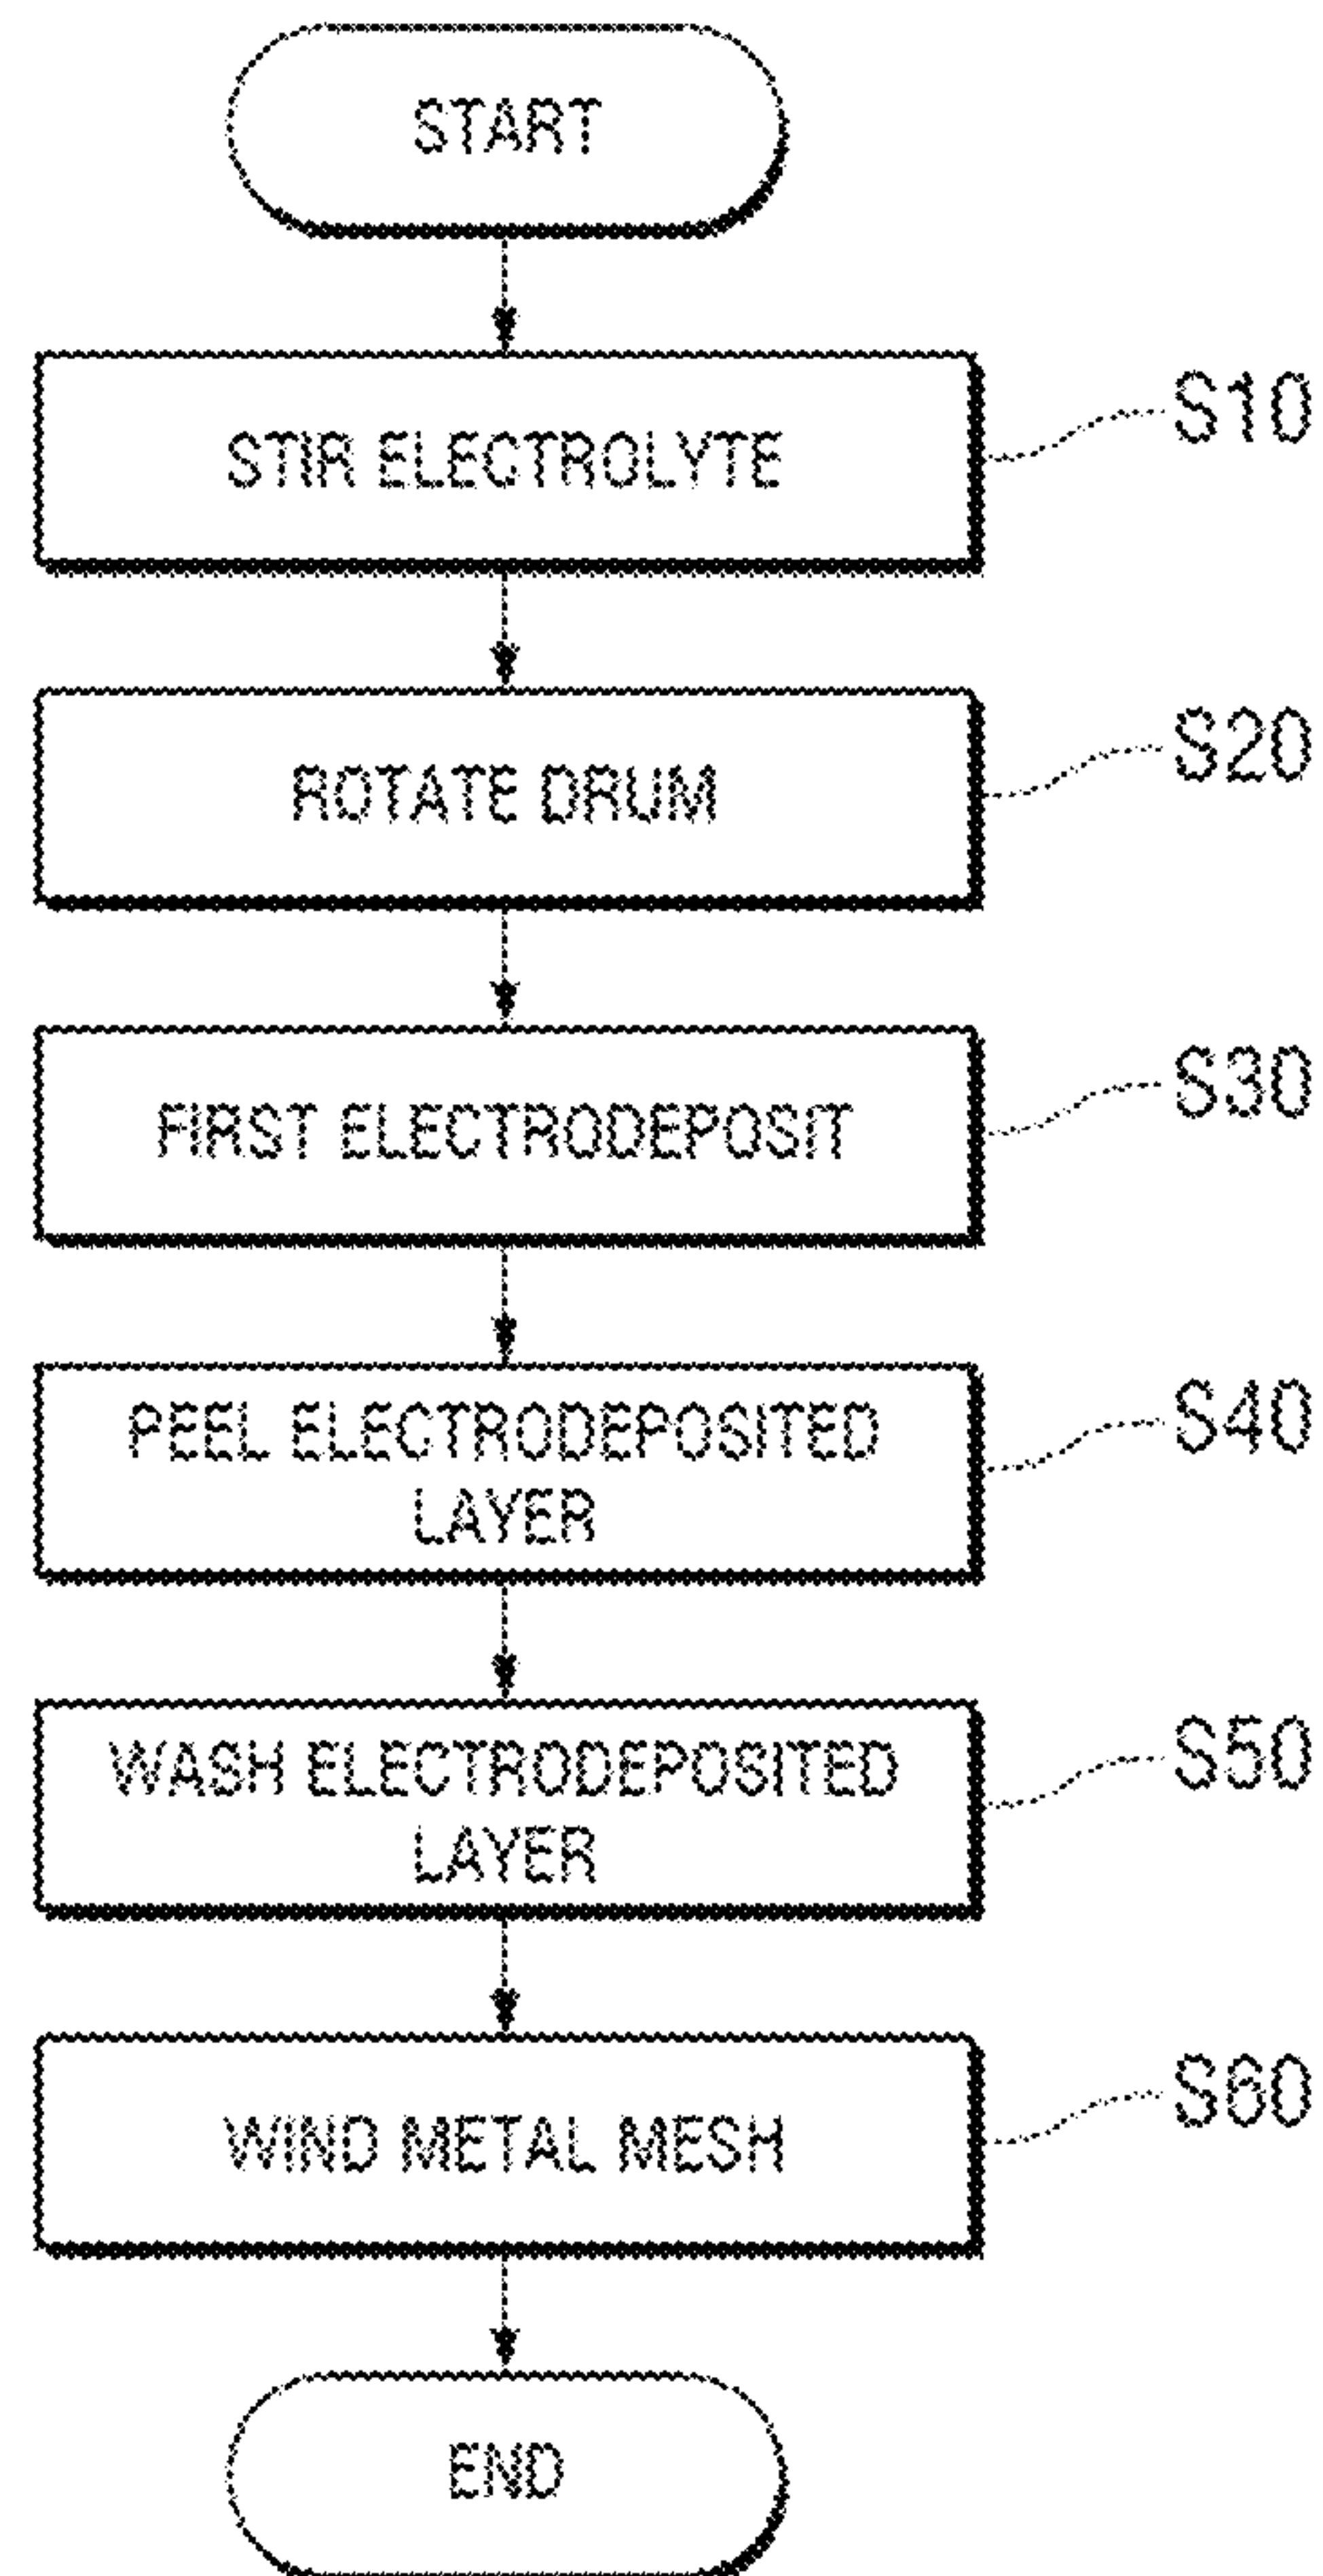 START
STIR ELECTROLYTE
S10
ROTATE DRUM
S20
FIRST ELECTRODEPOSIT
S30
PEEL ELECTRODEPOSITED
LAYER
S40
WASH ELECTRODEPOSITED
LAYER
S50
WIND METAL MESH
S60
END